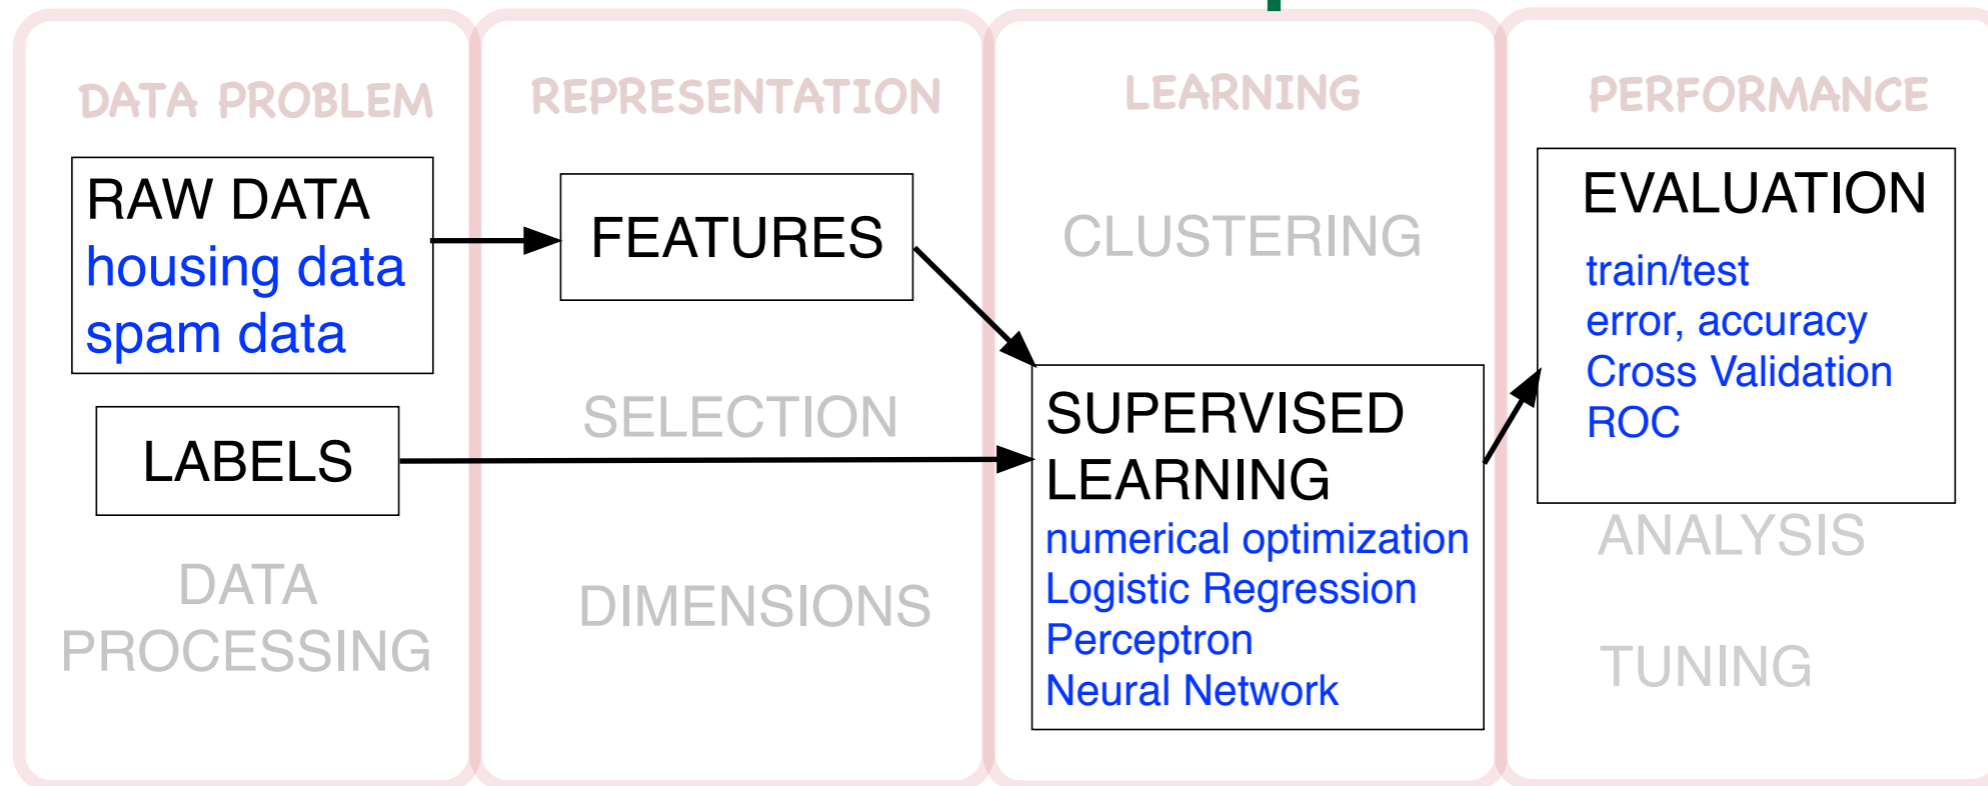 DATA PROBLEM
RAW DATA
housing data
spam data
LABELS
DATA
PROCESSING
REPRESENTATION
FEATURES
SELECTION
DIMENSIONS
LEARNING
CLUSTERING
SUPERVISED
LEARNING
numerical optimization
Logistic Regression
Perceptron
Neural Network
PERFORMANCE
EVALUATION
train/test
error, accuracy
Cross Validation
ROC
ANALYSIS
TUNING